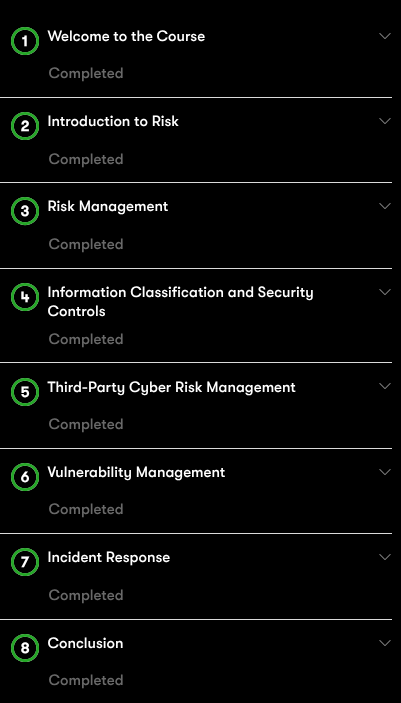 1
Welcome to the Course
Completed
2
Introduction to Risk
Completed
3
Risk Management
Completed
4
Information Classification and Security
Controls
Completed
5
Third-Party Cyber Risk Management
Completed
6
Vulnerability Management
Completed
7
Incident Response
Completed
8
Conclusion
Completed